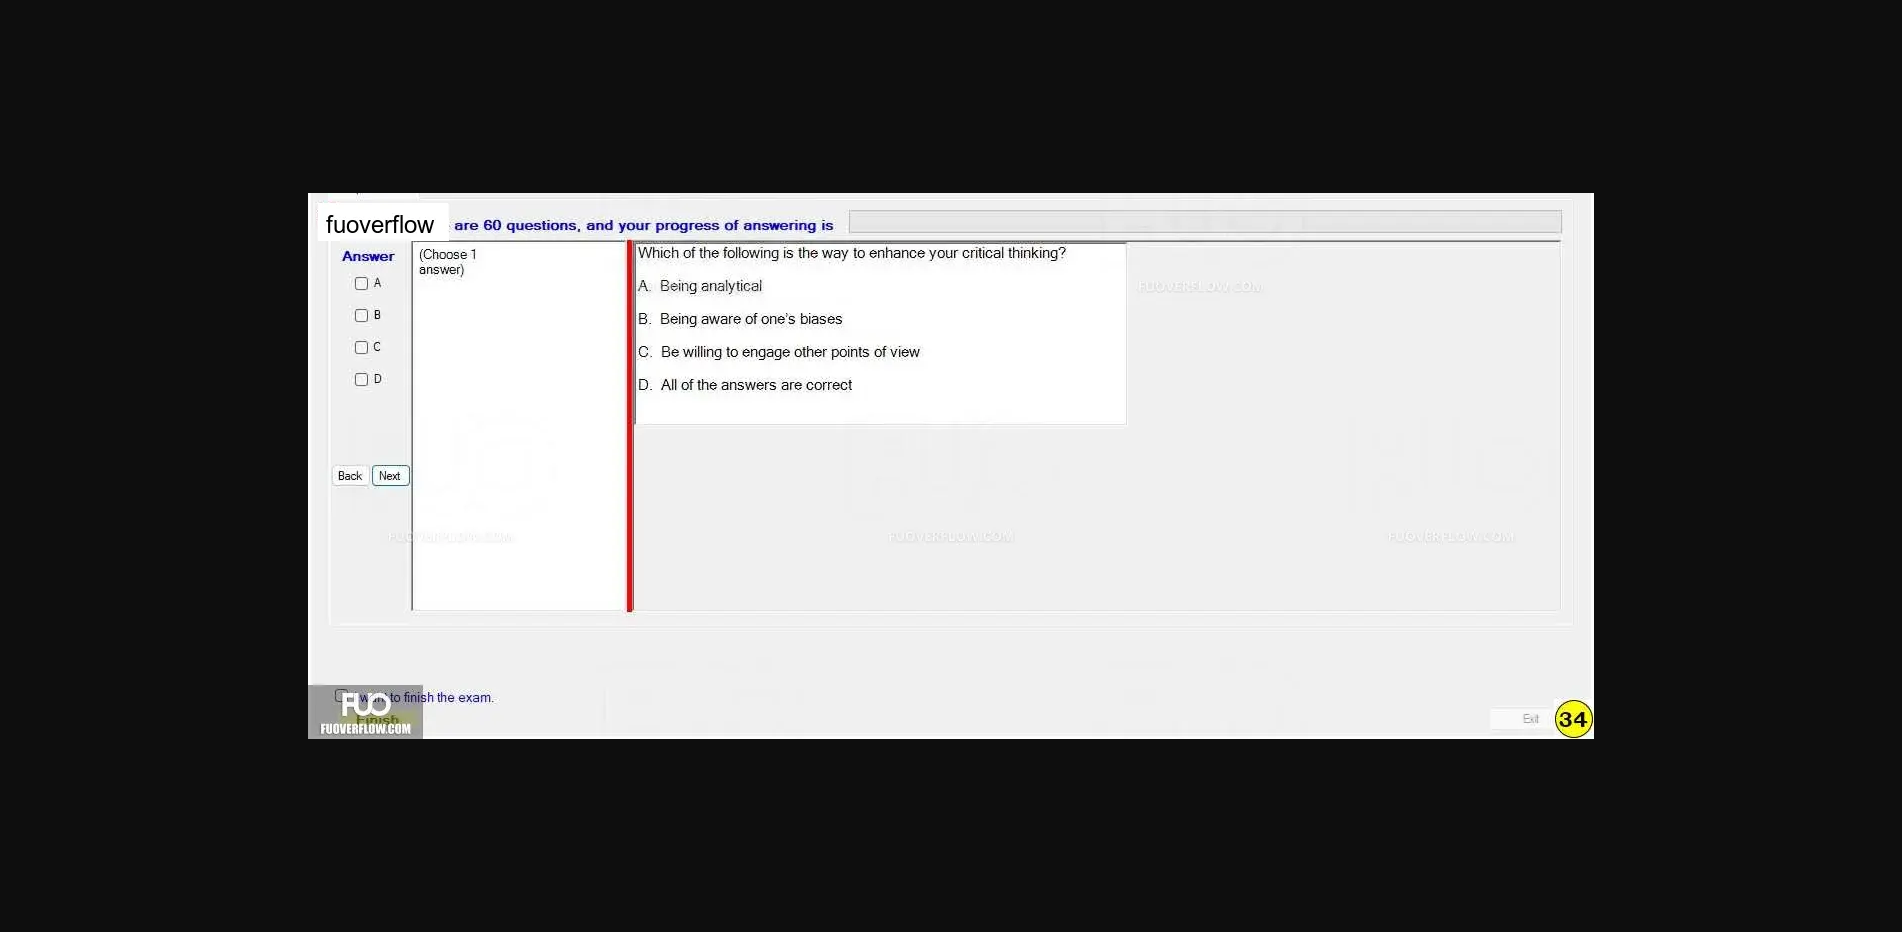 fuoverflow are 60 questions, and your progress of answering is
Answer
A
B
C
D
Back Next
(Choose 1
answer)
Which of the following is the way to enhance your critical thinking?
A. Being analytical
B. Being aware of one's biases
C. Be willing to engage other points of view
D. All of the answers are correct
FUOVERFLOW.COM
FUOVERFLOW.COM
FUOVERFLOW.COM
FUOVERFLOW.COM
I want to finish the exam.
Finish
FUO
FUOVERFLOW.COM
Exit
34